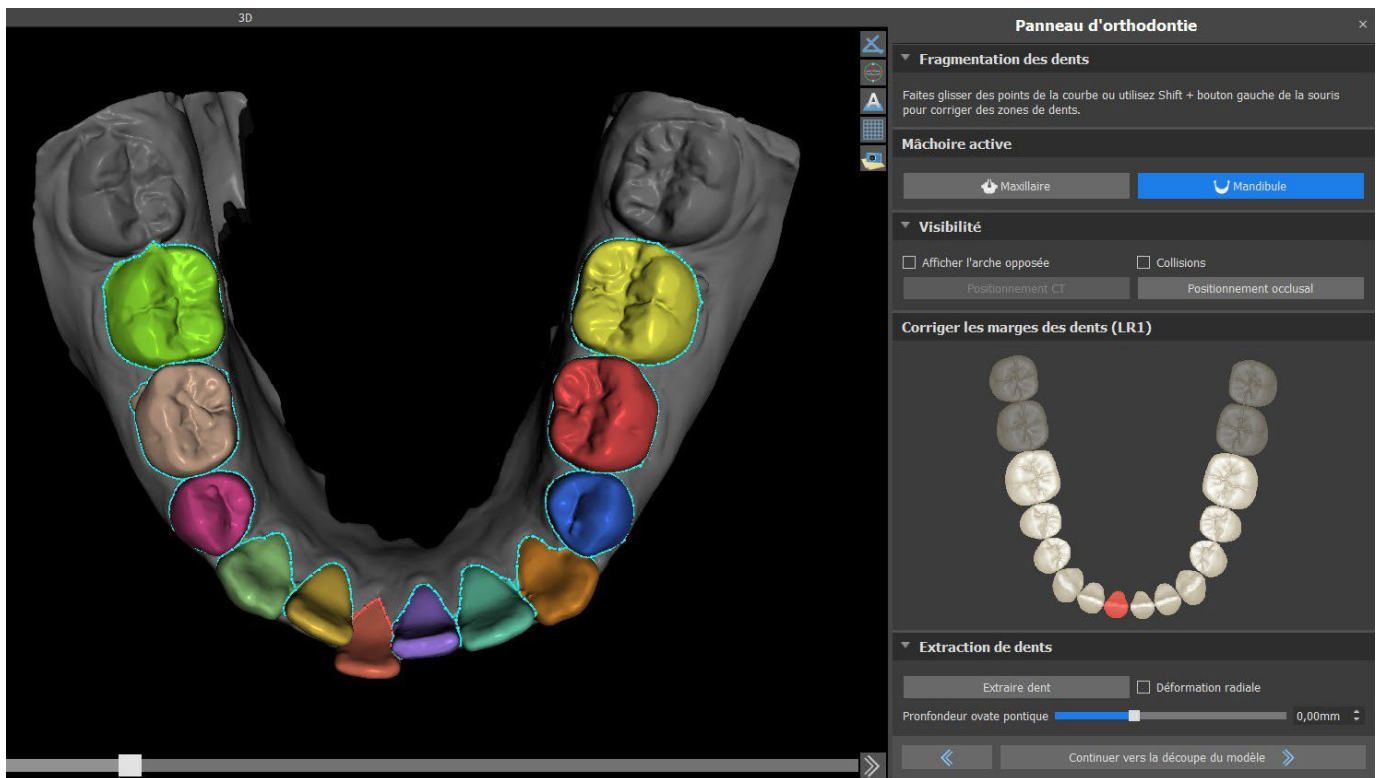 3D
Panneau d'orthodontie
Fragmentation des dents
Faites glisser des points de la courbe ou utilisez Shift + bouton gauche de la souris
pour corriger des zones de dents.
Mâchoire active
Maxillaire
Mandibule
Visibilité
Afficher l'arche opposée
Collisions
Positionnement CT
Positionnement occlusal
Corriger les marges des dents (LR1)
Extraction de dents
Extraire dent
Déformation radiale
Pronfondeur ovate pontique
0,00mm
Continuer vers la découpe du modèle